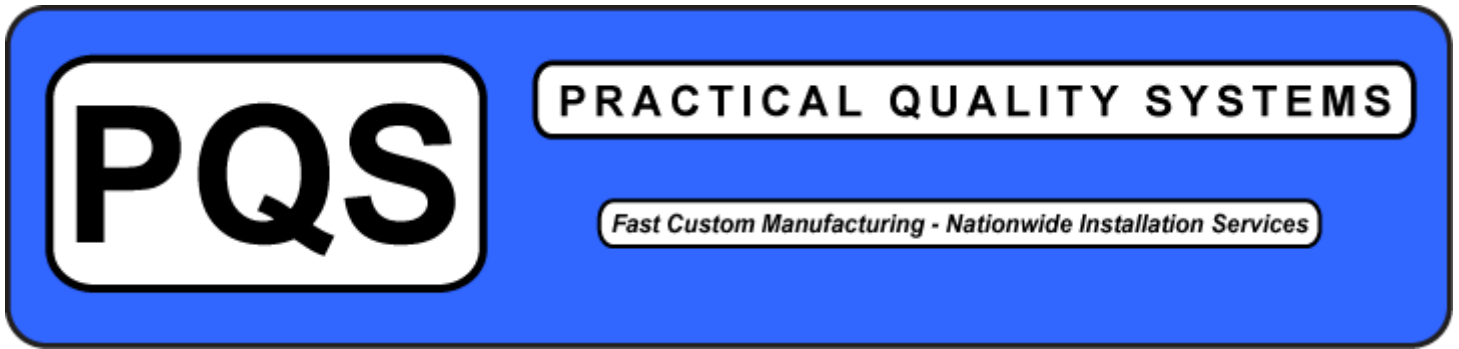 PQS
PRACTICAL QUALITY SYSTEMS
Fast Custom Manufacturing - Nationwide Installation Services